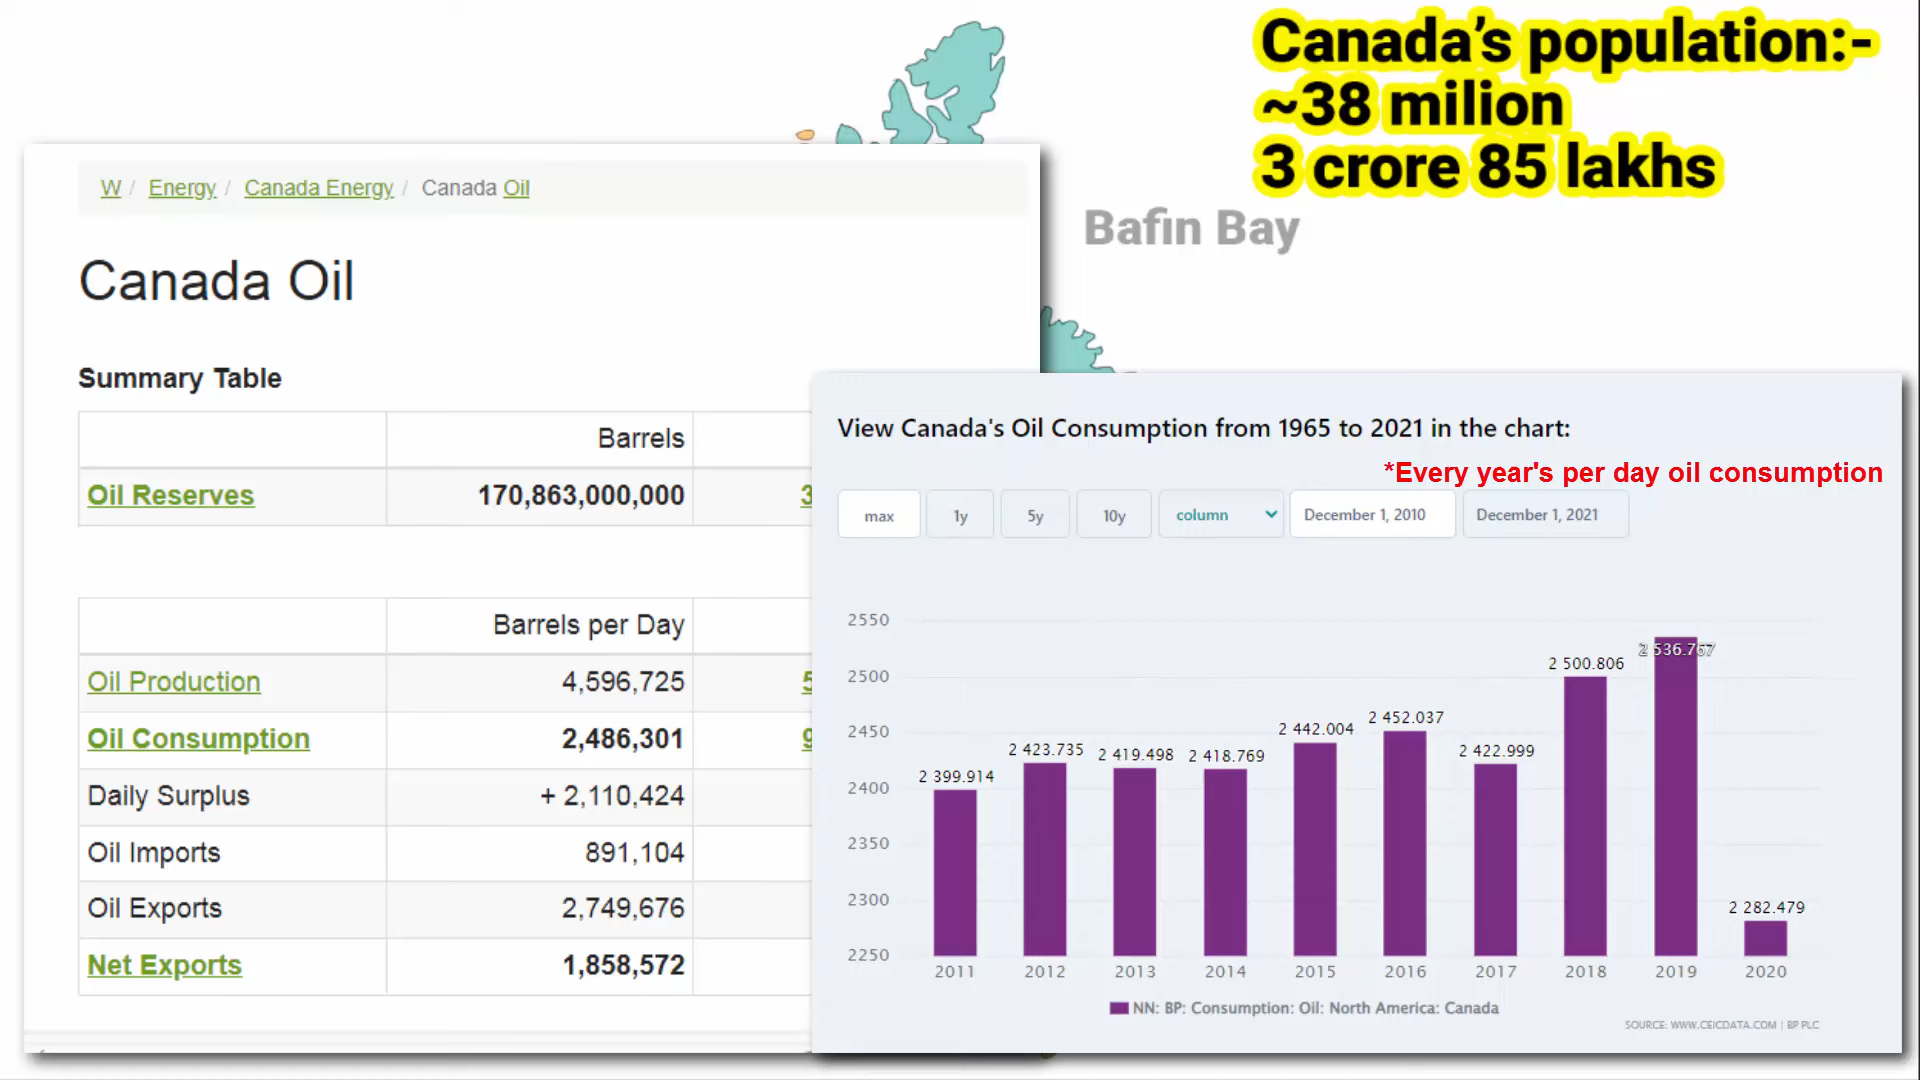 Canada's population:-
~38 milion
3 crore 85 lakhs
Bafin Bay
W / Energy / Canada Energy / Canada Oil
Canada Oil
Summary Table
Barrels
Oil Reserves 170,863,000,000 3
Barrels per Day
Oil Production 4,596,725 5
Oil Consumption 2,486,301 9
Daily Surplus + 2,110,424
Oil Imports 891,104
Oil Exports 2,749,676
Net Exports 1,858,572
View Canada's Oil Consumption from 1965 to 2021 in the chart:
*Every year's per day oil consumption
max 1y 5y 10y column December 1, 2010 December 1, 2021
2550
2500
2450
2400
2350
2300
2250
2 399.914
2 423.735
2 419.498
2 418.769
2 442.004
2 452.037
2 422.999
2 500.806
2 536.767
2 282.479
2011 2012 2013 2014 2015 2016 2017 2018 2019 2020
NN: BP: Consumption: Oil: North America: Canada
SOURCE: WWW.CEICDATA.COM | BP PLC